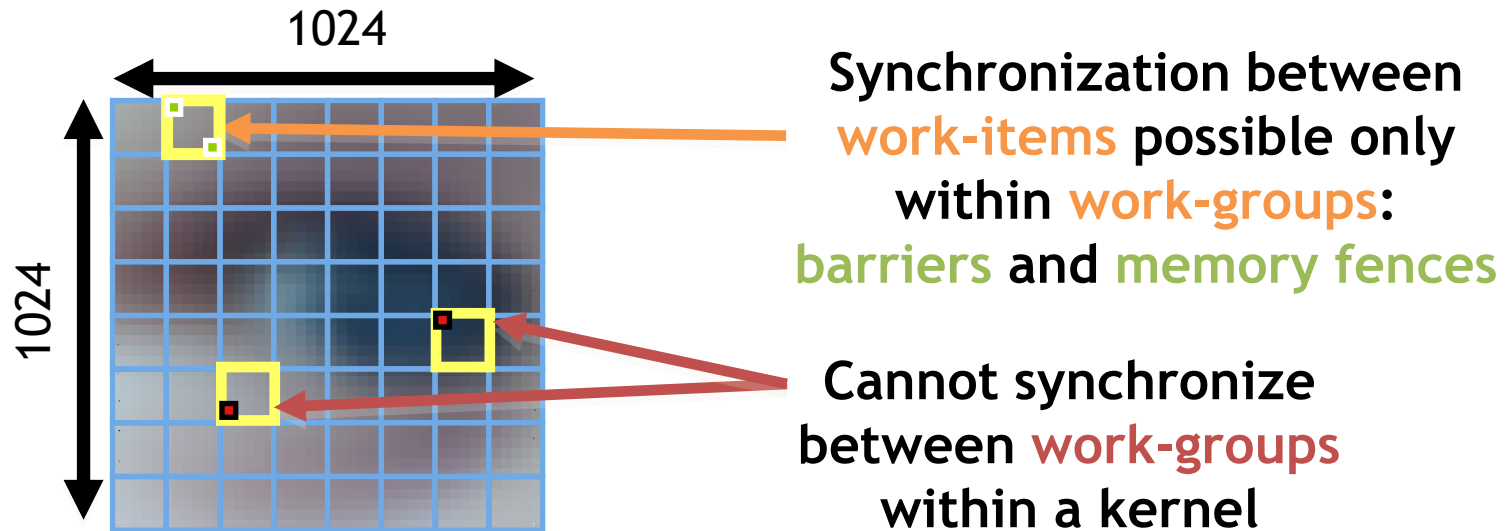 1024
1024
Synchronization between
work-items possible only
within work-groups:
barriers and memory fences
Cannot synchronize
between work-groups
within a kernel